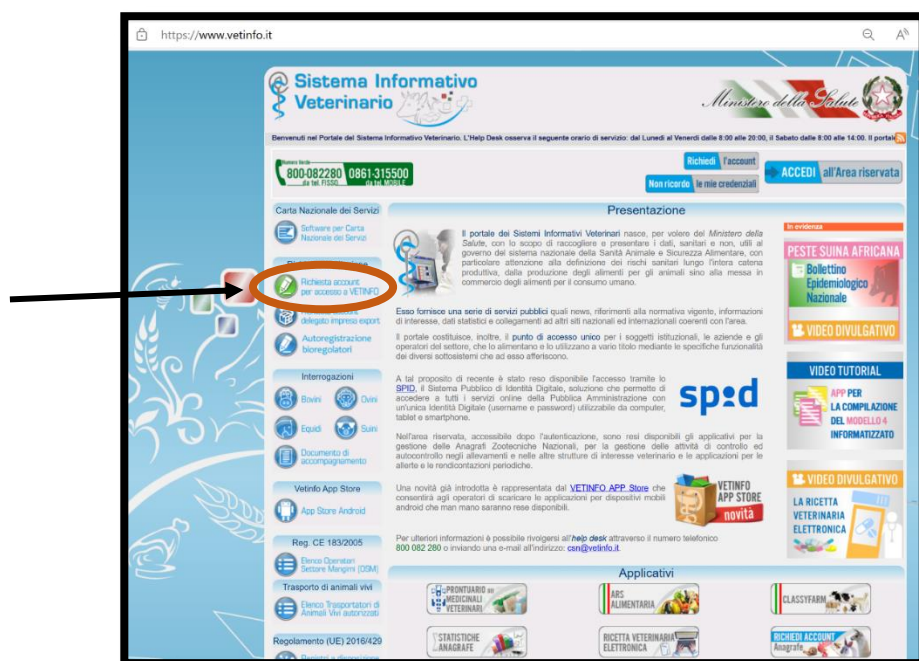 https://www.vetinfo.it
Sistema Informativo
Veterinario
Ministero della Salute
Benvenuti nel Portale del Sistema Informativo Veterinario. L'Help Desk osserva il seguente orario di servizio: dal Lunedì al Venerdì dalle 8:00 alle 20:00, il Sabato dalle 8:00 alle 14:00. Il portale
Numero Verde
800-082280 0861-315500
da tel. FISSO da tel. MOBILE
Richiedi l'account
Non ricordo le mie credenziali
ACCEDI all'Area riservata
Carta Nazionale dei Servizi
Software per Carta
Nazionale dei Servizi
Richiesta account
per accesso a VETINFO
delegato impresa export
Autoregistrazione
bioregolatori
Interrogazioni
Bovini
Ovini
Equidi
Suini
Documento di
accompagnamento
Vetinfo App Store
App Store Android
Reg. CE 183/2005
Elenco Operatori
Settore Mangimi [OSM]
Trasporto di animali vivi
Elenco Trasportatori di
Animali Vivi autorizzati
Regolamento (UE) 2016/429
Presentazione
Il portale dei Sistemi Informativi Veterinari nasce, per volere del Ministero della
Salute, con lo scopo di raccogliere e presentare i dati, sanitari e non, utili al
governo del sistema nazionale della Sanità Animale e Sicurezza Alimentare, con
particolare attenzione alla definizione dei rischi sanitari lungo l'intera catena
produttiva, dalla produzione degli alimenti per gli animali sino alla messa in
commercio degli alimenti per il consumo umano.
Esso fornisce una serie di servizi pubblici quali news, riferimenti alla normativa vigente, informazioni
di interesse, dati statistici e collegamenti ad altri siti nazionali ed internazionali coerenti con l'area.
Il portale costituisce, inoltre, il punto di accesso unico per i soggetti istituzionali, le aziende e gli
operatori del settore, che lo alimentano e lo utilizzano a vario titolo mediante le specifiche funzionalità
dei diversi sottosistemi che ad esso afferiscono.
A tal proposito di recente è stato reso disponibile l'accesso tramite lo
SPID, il Sistema Pubblico di Identità Digitale, soluzione che permette di
accedere a tutti i servizi online della Pubblica Amministrazione con
un'unica Identità Digitale (username e password) utilizzabile da computer,
tablet e smartphone.
spid
Nell'area riservata, accessibile dopo l'autenticazione, sono resi disponibili gli applicativi per la
gestione delle Anagrafi Zootecniche Nazionali, per la gestione delle attività di controllo ed
autocontrollo negli allevamenti e nelle altre strutture di interesse veterinario e le applicazioni per le
allerte e le rendicontazioni periodiche.
Una novità già introdotta è rappresentata dal VETINFO APP Store che
consentirà agli operatori di scaricare le applicazioni per dispositivi mobili
android che man mano saranno rese disponibili.
VETINFO
APP STORE
novità
Per ulteriori informazioni è possibile rivolgersi all'help desk attraverso il numero telefonico
800 082 280 o inviando una e-mail all'indirizzo: csn@vetinfo.it.
Applicativi
PRONTUARIO DEI
MEDICINALI
VETERINARI
ARS
ALIMENTARIA
CLASSYFARM
STATISTICHE
ANAGRAFE
RICETTA VETERINARIA
ELETTRONICA
RICHIEDI ACCOUNT
Anagrafe
In evidenza
PESTE SUINA AFRICANA
Bollettino
Epidemiologico
Nazionale
VIDEO DIVULGATIVO
VIDEO TUTORIAL
APP PER
LA COMPILAZIONE
DEL MODELLO 4
INFORMATIZZATO
VIDEO DIVULGATIVO
LA RICETTA
VETERINARIA
ELETTRONICA